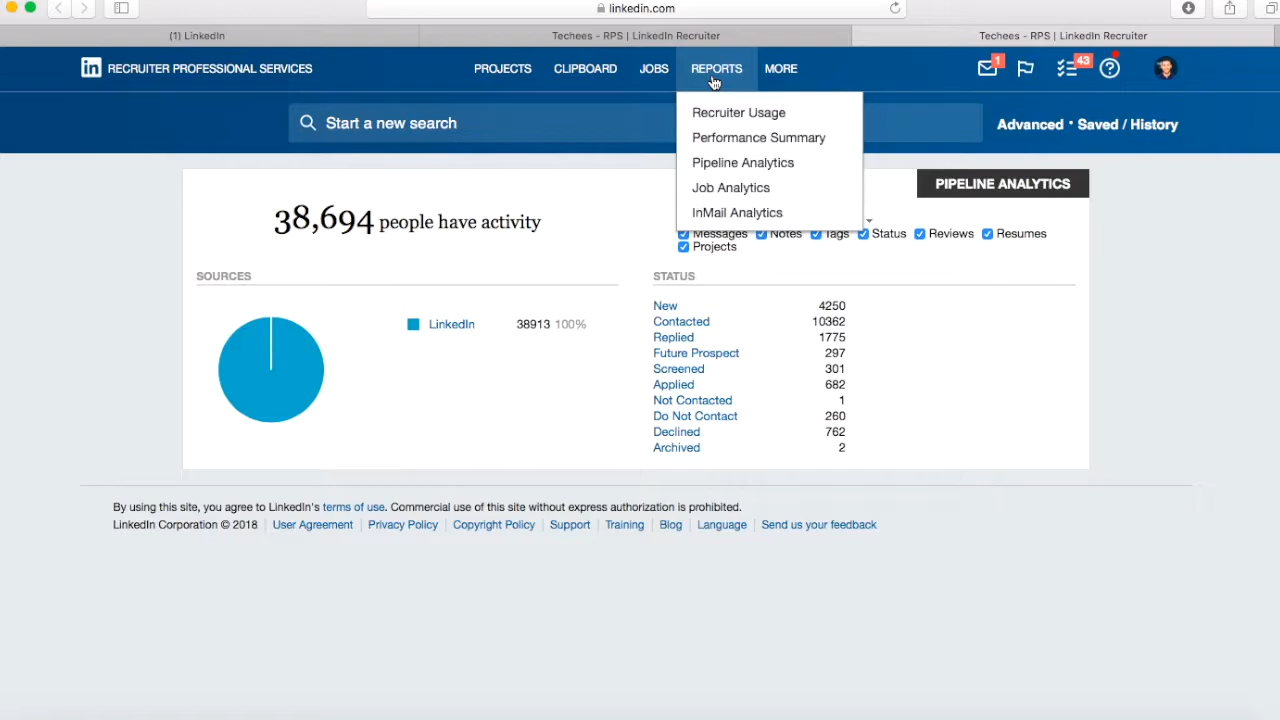 linkedin.com
(1) LinkedIn
Techees - RPS | LinkedIn Recruiter
Techees - RPS | LinkedIn Recruiter
in RECRUITER PROFESSIONAL SERVICES
PROJECTS CLIPBOARD JOBS REPORTS MORE
1 43 ?
Start a new search
Advanced • Saved / History
Recruiter Usage
Performance Summary
Pipeline Analytics
Job Analytics
InMail Analytics
PIPELINE ANALYTICS
38,694 people have activity
Messages Notes Tags Status Reviews Resumes
Projects
SOURCES
LinkedIn 38913 100%
STATUS
New 4250
Contacted 10362
Replied 1775
Future Prospect 297
Screened 301
Applied 682
Not Contacted 1
Do Not Contact 260
Declined 762
Archived 2
By using this site, you agree to LinkedIn's terms of use. Commercial use of this site without express authorization is prohibited.
LinkedIn Corporation © 2018 User Agreement Privacy Policy Copyright Policy Support Training Blog Language Send us your feedback